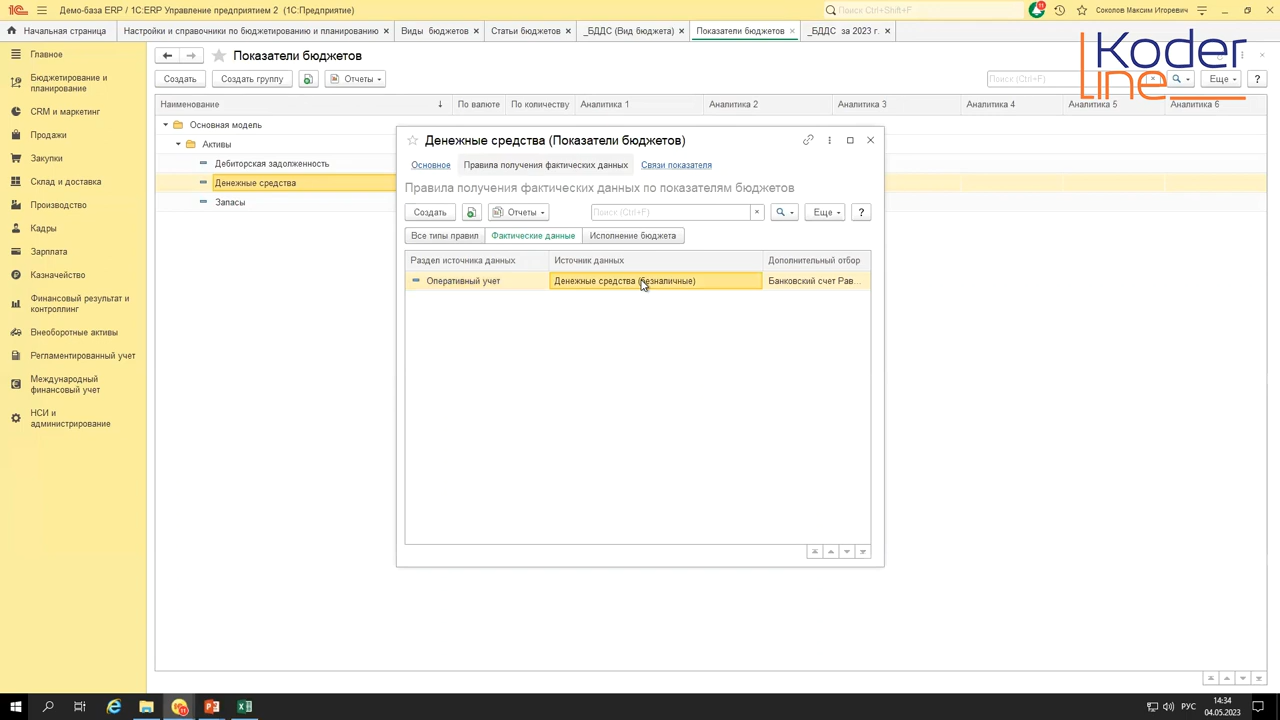 Демо-база ERP / 1С:ERP Управление предприятием 2 (1С:Предприятие)
Поиск Ctrl+Shift+F
Соколов Максим Игоревич
Начальная страница
Настройки и справочники по бюджетированию и планированию
Виды бюджетов
Статьи бюджетов
_БДДС (Вид бюджета)
Показатели бюджетов
_БДДС за 2023 г.
Koder
line
Главное
Бюджетирование и
планирование
CRM и маркетинг
Продажи
Закупки
Склад и доставка
Производство
Кадры
Зарплата
Казначейство
Финансовый результат и
контроллинг
Внеоборотные активы
Регламентированный учет
Международный
финансовый учет
НСИ и
администрирование
Показатели бюджетов
Создать
Создать группу
Отчеты
Поиск (Ctrl+F)
Еще
?
Наименование
По валюте
По количеству
Аналитика 1
Аналитика 2
Аналитика 3
Аналитика 4
Аналитика 5
Аналитика 6
Основная модель
Активы
Дебиторская задолженность
Денежные средства
Запасы
Денежные средства (Показатели бюджетов)
Основное
Правила получения фактических данных
Связи показателя
Правила получения фактических данных по показателям бюджетов
Создать
Отчеты
Поиск (Ctrl+F)
Еще
?
Все типы правил
Фактические данные
Исполнение бюджета
Раздел источника данных
Источник данных
Дополнительный отбор
Оперативный учет
Денежные средства (безналичные)
Банковский счет Рав...
РУС
14:34
04.05.2023